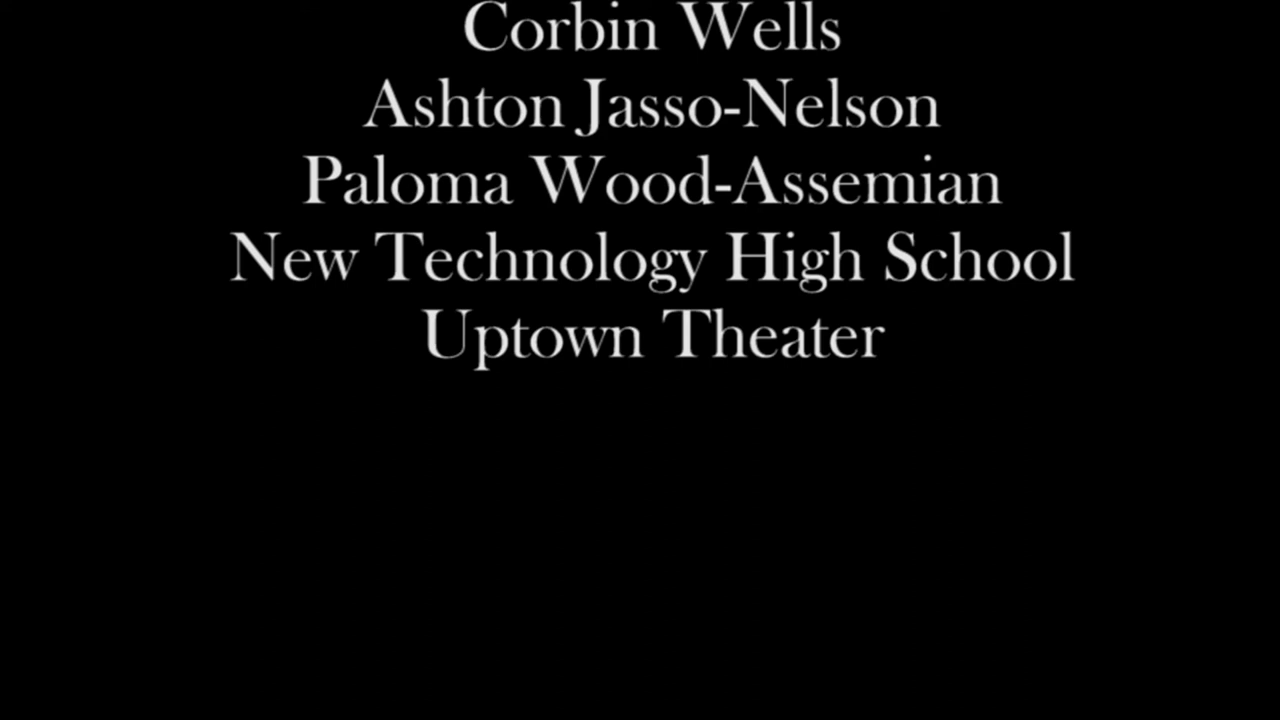 Corbin Wells
Ashton Jasso-Nelson
Paloma Wood-Assemian
New Technology High School
Uptown Theater